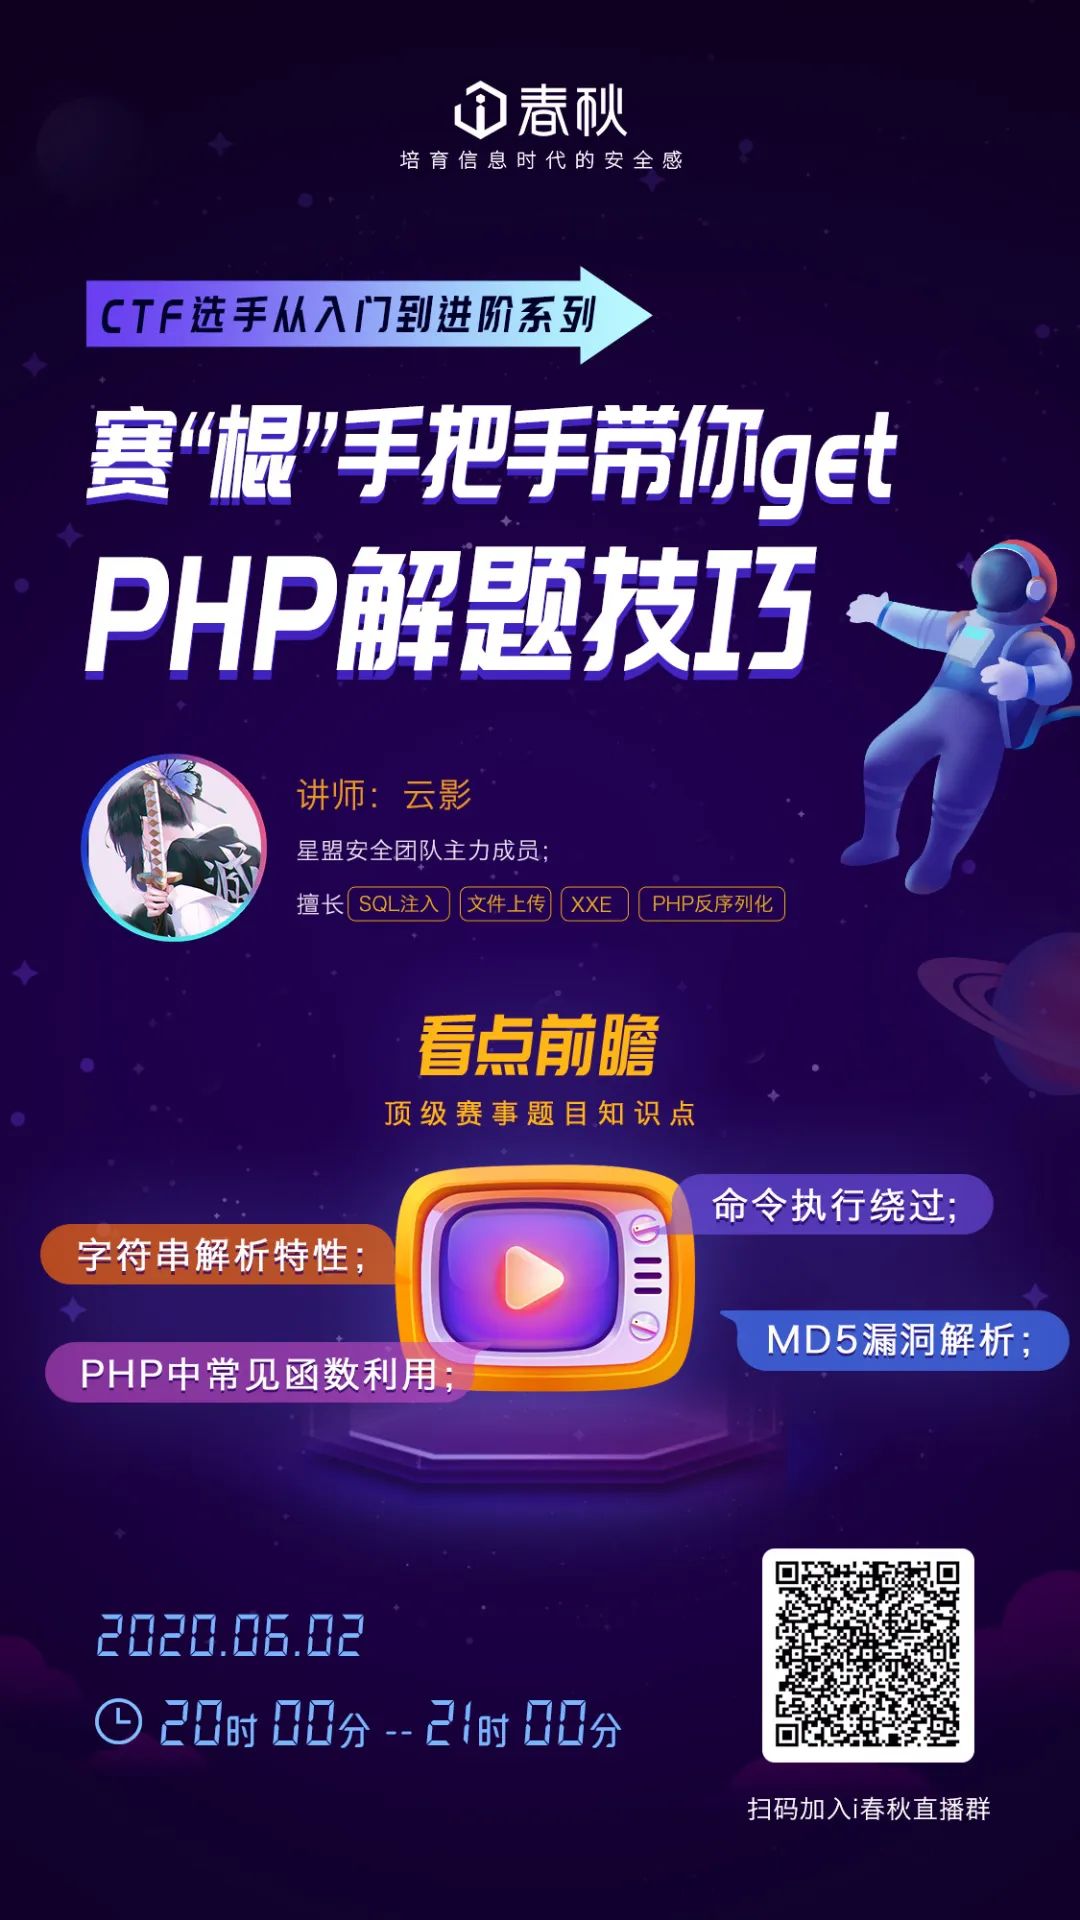 i春秋
培育信息时代的安全感
CTF选手从入门到进阶系列
赛“棍”手把手带你get
PHP解题技巧
讲师：云影
星盟安全团队主力成员；
擅长 SQL注入 文件上传 XXE PHP反序列化
灭
看点前瞻
顶级赛事题目知识点
命令执行绕过；
字符串解析特性；
MD5漏洞解析；
PHP中常见函数利用；
2020.06.02
20时00分--21时00分
扫码加入i春秋直播群